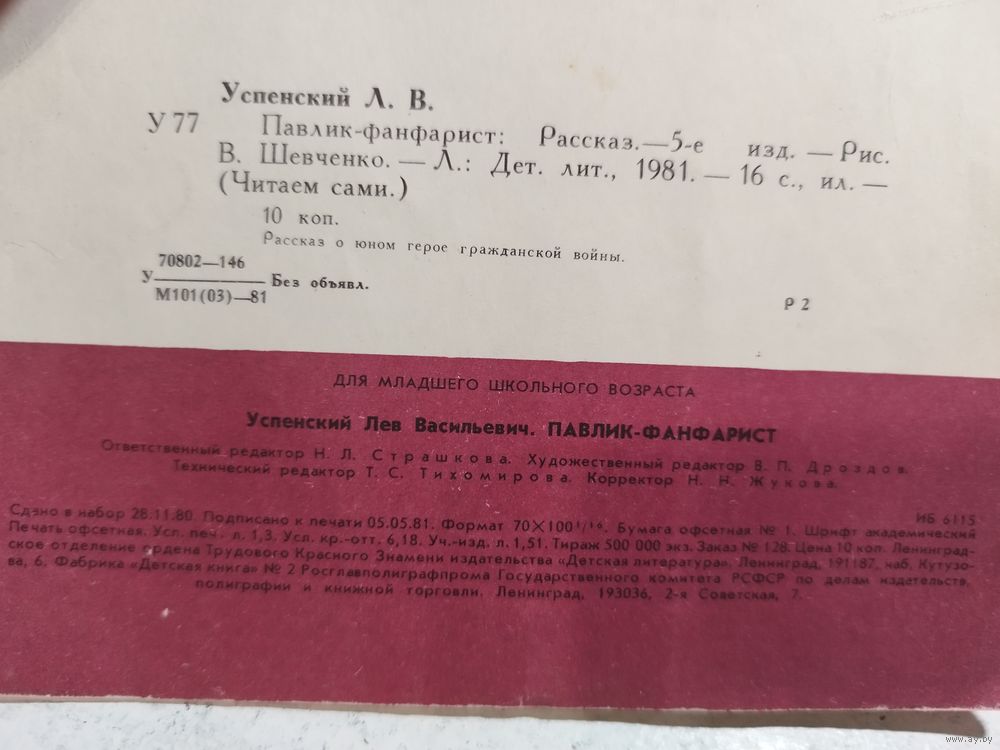 Успенский Л. В.
У 77 Павлик-фанфарист: Рассказ.—5-е изд. — Рис.
В. Шевченко. — Л.: Дет. лит., 1981. — 16 с., ил. —
(Читаем сами.)
10 коп.
Рассказ о юном герое гражданской войны.
70802—146
У Без объявл.
М101(03)—81
Р 2
ДЛЯ МЛАДШЕГО ШКОЛЬНОГО ВОЗРАСТА
Успенский Лев Васильевич. ПАВЛИК-ФАНФАРИСТ
Ответственный редактор Н. Л. Страшкова. Художественный редактор В. П. Дроздов.
Технический редактор Т. С. Тихомирова. Корректор Н. Н. Жукова.
ИБ 6115
Сдано в набор 28.11.80. Подписано к печати 05.05.81. Формат 70×100¹/₁₆. Бумага офсетная № 1. Шрифт академический
Печать офсетная. Усл. печ. л. 1,3. Усл. кр.-отт. 6,18. Уч.-изд. л. 1,51. Тираж 500 000 экз. Заказ № 128. Цена 10 коп. Ленинград-
ское отделение ордена Трудового Красного Знамени издательства «Детская литература». Ленинград, 191187, наб. Кутузо-
ва, 6. Фабрика «Детская книга» № 2 Росглавполиграфпрома Государственного комитета РСФСР по делам издательств,
полиграфии и книжной торговли. Ленинград, 193036, 2-я Советская, 7.
www.ay.by